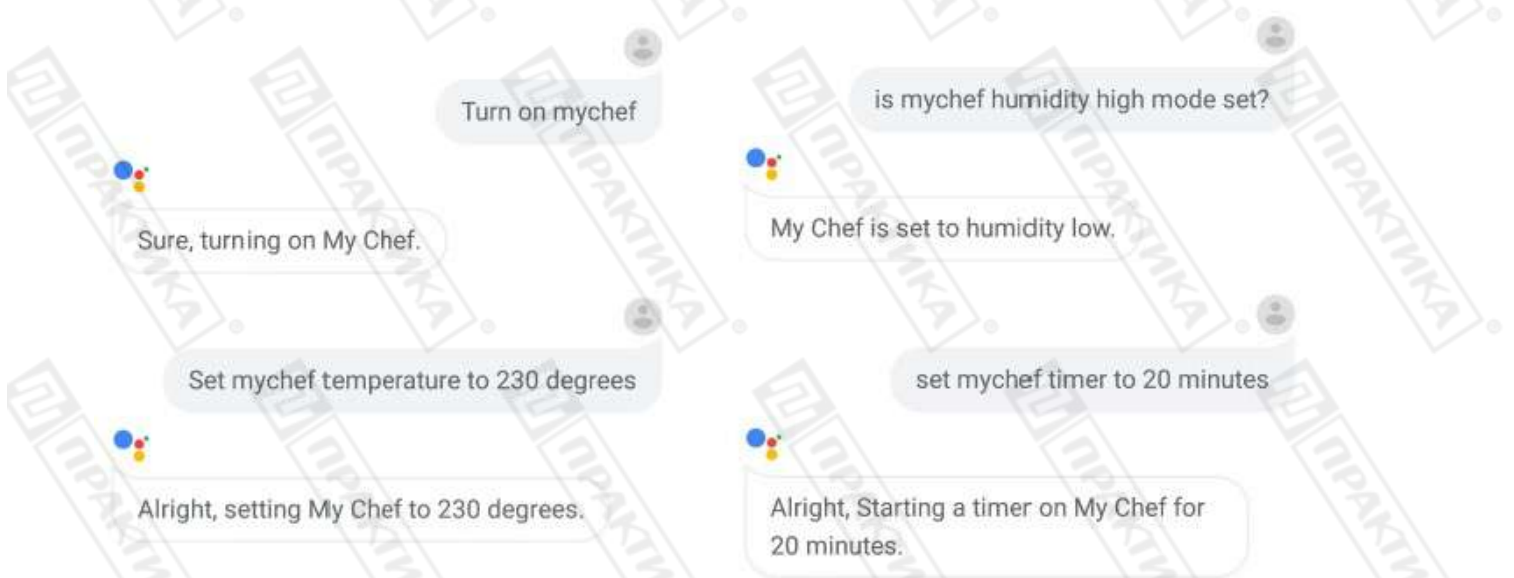 Turn on mychef
Sure, turning on My Chef.
Set mychef temperature to 230 degrees
Alright, setting My Chef to 230 degrees.
is mychef humidity high mode set?
My Chef is set to humidity low.
set mychef timer to 20 minutes
Alright, Starting a timer on My Chef for
20 minutes.
ПРАКТИКА